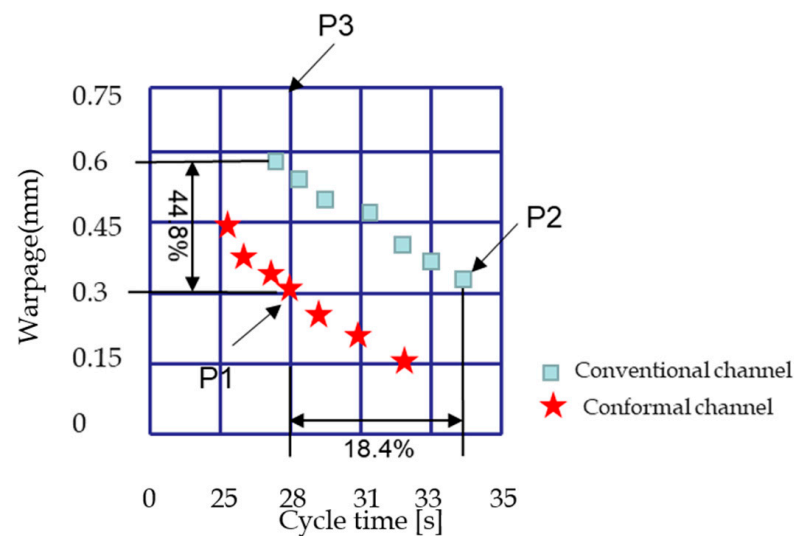 P3
0.75
0.6
44.8%
0.45
P2
Warpage(mm)
0.3
0.15
P1
Conventional channel
Conformal channel
0
18.4%
0 25 28 31 33 35
Cycle time [s]